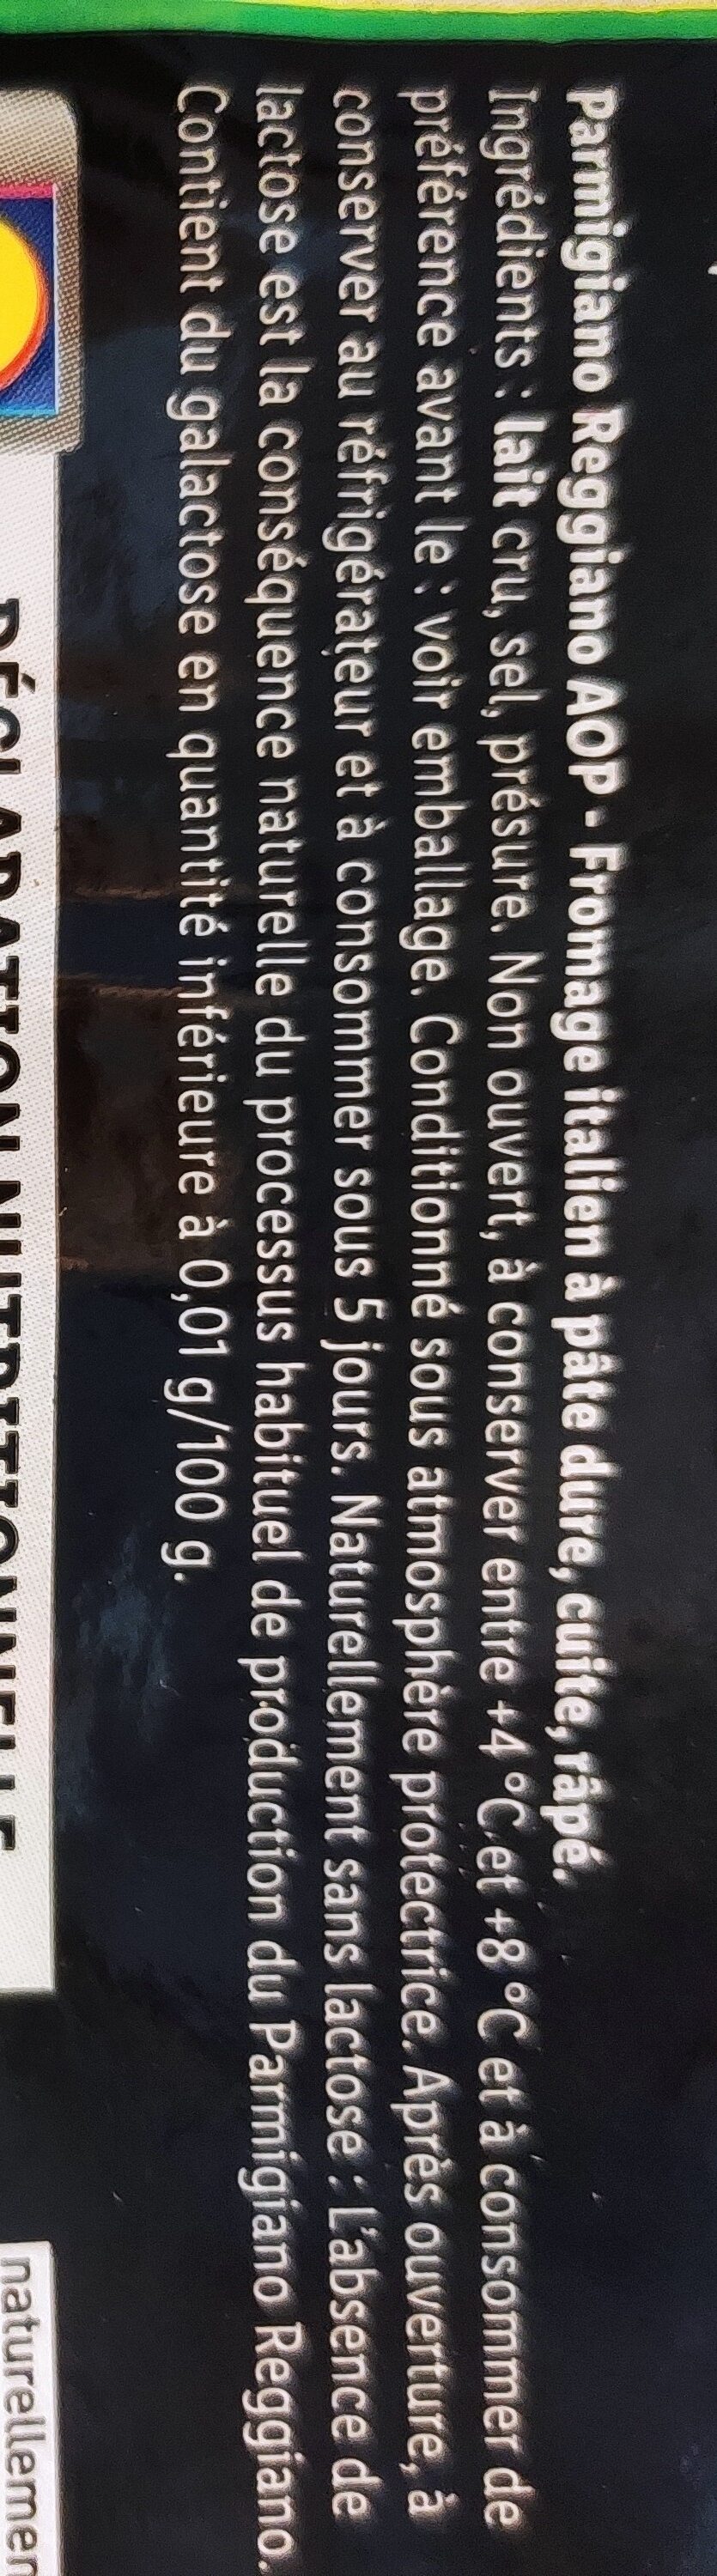 Parmigiano Reggiano AOP - Fromage italien à pâte dure, cuite, râpé.
Ingrédients : lait cru, sel, présure. Non ouvert, à conserver entre +4 °C et +8 °C et à consommer de
préférence avant le : voir emballage. Conditionné sous atmosphère protectrice. Après ouverture, à
conserver au réfrigérateur et à consommer sous 5 jours. Naturellement sans lactose : L'absence de
lactose est la conséquence naturelle du processus habituel de production du Parmigiano Reggiano.
Contient du galactose en quantité inférieure à 0,01 g/100 g.
DÉCLARATION NUTRITIONNELLE